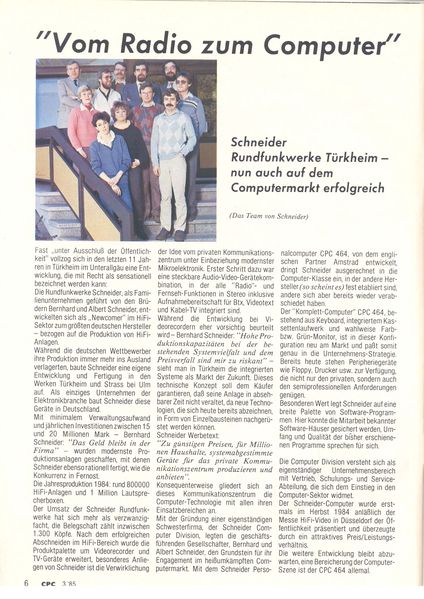 "Vom Radio zum Computer"
Schneider
Rundfunkwerke Türkheim –
nun auch auf dem
Computermarkt erfolgreich
(Das Team von Schneider)
Fast „unter Ausschluß der Öffentlich-
keit" vollzog sich in den letzten 11 Jahren
in Türkheim im Unterallgäu eine Ent-
wicklung, die mit Recht als sensationell
bezeichnet werden kann:
Die Rundfunkwerke Schneider, als Fa-
milienunternehmen geführt von den Brü-
dern Bernhard und Albert Schneider, ent-
wickelten sich als „Newcomer" im HiFi-
Sektor zum größten deutschen Hersteller
– bezogen auf die Produktion von HiFi-
Anlagen.
Während die deutschen Wettbewerber
ihre Produktion immer mehr ins Ausland
verlagerten, baute Schneider eine eigene
Entwicklung und Fertigung in den
Werken Türkheim und Strass bei Ulm
auf. Als einziges Unternehmen der
Elektronikbranche baut Schneider diese
Geräte in Deutschland.
Mit minimalem Verwaltungsaufwand
und jährlichen Investitionen zwischen 15
und 20 Millionen Mark – Bernhard
Schneider: "Das Geld bleibt in der
Firma" – wurden modernste Pro-
duktionsanlagen geschaffen, mit denen
Schneider ebenso rationell fertigt, wie die
Konkurrenz in Fernost.
Die Jahresproduktion 1984: rund 800000
HiFi-Anlagen und 1 Million Lautspre-
cherboxen.
Der Umsatz der Schneider Rundfunk-
werke hat sich mehr als verzwanzig-
facht, die Belegschaft zählt inzwischen
1.300 Köpfe. Nach dem erfolgreichen
Abschneiden im HiFi-Bereich wurde die
Produktpalette um Videorecorder und
TV-Geräte erweitert, besonderes Anlie-
gen von Schneider ist die Verwirklichung
der Idee vom privaten Kommunikations-
zentrum unter Einbeziehung modernster
Mikroelektronik. Erster Schritt dazu war
eine steckbare Audio-Video-Gerätekom-
bination, in der alle "Radio"- und
Fernseh-Funktionen in Stereo inklusive
Aufnahmebereitschaft für Btx, Videotext
und Kabel-TV integriert sind.
Während die Entwicklung bei Vi-
deorecordern eher vorsichtig beurteilt
wird – Bernhard Schneider: "Hohe Pro-
duktionskapazitäten bei der be-
stehenden Systemvielfalt und dem
Preisverfall sind mir zu riskant" –
sieht man in Türkheim die integrierten
Systeme als Markt der Zukunft. Dieses
technische Konzept soll dem Käufer
garantieren, daß seine Anlage in absehb-
barer Zeit nicht veraltet, da neue Technolo-
gien, die sich heute bereits abzeichnen,
in Form von Einzelbausteinen nachger-
üstet werden können.
Schneider Werbetext:
"Zu günstigen Preisen, für Millio-
nen Haushalte, systemabgestimmte
Geräte für das private Kommu-
nikationszentrum produzieren und
anbieten".
Konsequenterweise gliedert sich an
dieses Kommunikationszentrum die
Computer-Technologie mit allen ihren
Einsatzbereichen an.
Mit der Gründung einer eigenständigen
Schwesterfirma, der Schneider Compu-
ter Division, legten die geschäfts-
führenden Gesellschafter, Bernhard und
Albert Schneider, den Grundstein für ihr
Engagement im heißumkämpften Com-
putermarkt. Mit dem Schneider Perso-
nalcomputer CPC 464, von dem englis-
chen Partner Amstrad entwickelt,
dringt Schneider ausgerechnet in die
Computer-Klasse ein, in der andere Her-
steller (so scheint es) fest etabliert sind,
andere sich aber bereits wieder verab-
schiedet haben.
Der "Komplett-Computer" CPC 464, be-
stehend aus Keyboard, integriertem Kas-
settenlaufwerk und wahlweise Farb-
bzw. Grün-Monitor, ist in dieser Konfi-
guration neu am Markt und paßt somit
genau in die Unternehmens-Strategie.
Bereits heute stehen Peripheriegeräte
wie Floppy, Drucker usw. zur Verfügung,
die nicht nur den privaten, sondern auch
den semiprofessionellen Anforderungen
genügen.
Besonderen Wert legt Schneider auf eine
breite Palette von Software-Program-
men. Hier konnte die Mitarbeit bekannter
Software-Häuser gesichert werden, Um-
fang und Qualität der bisher erschiene-
nen Programme sprechen für sich.
Die Computer Division versteht sich als
eigenständiger Unternehmensbereich
mit Vertrieb, Schulungs- und Service-
Abteilung, die sich dem Einstieg in den
Computer-Sektor widmet.
Der Schneider-Computer wurde erst-
mals im Herbst 1984 anläßlich der
Messe HiFi-Video in Düsseldorf der Öf-
fentlichkeit präsentiert und überzeugte
durch ein attraktives Preis/Leistungs-
verhältnis.
Die weitere Entwicklung bleibt abzu-
warten, eine Bereicherung der Computer-
Szene ist der CPC 464 allemal.
6 CPC 3'85